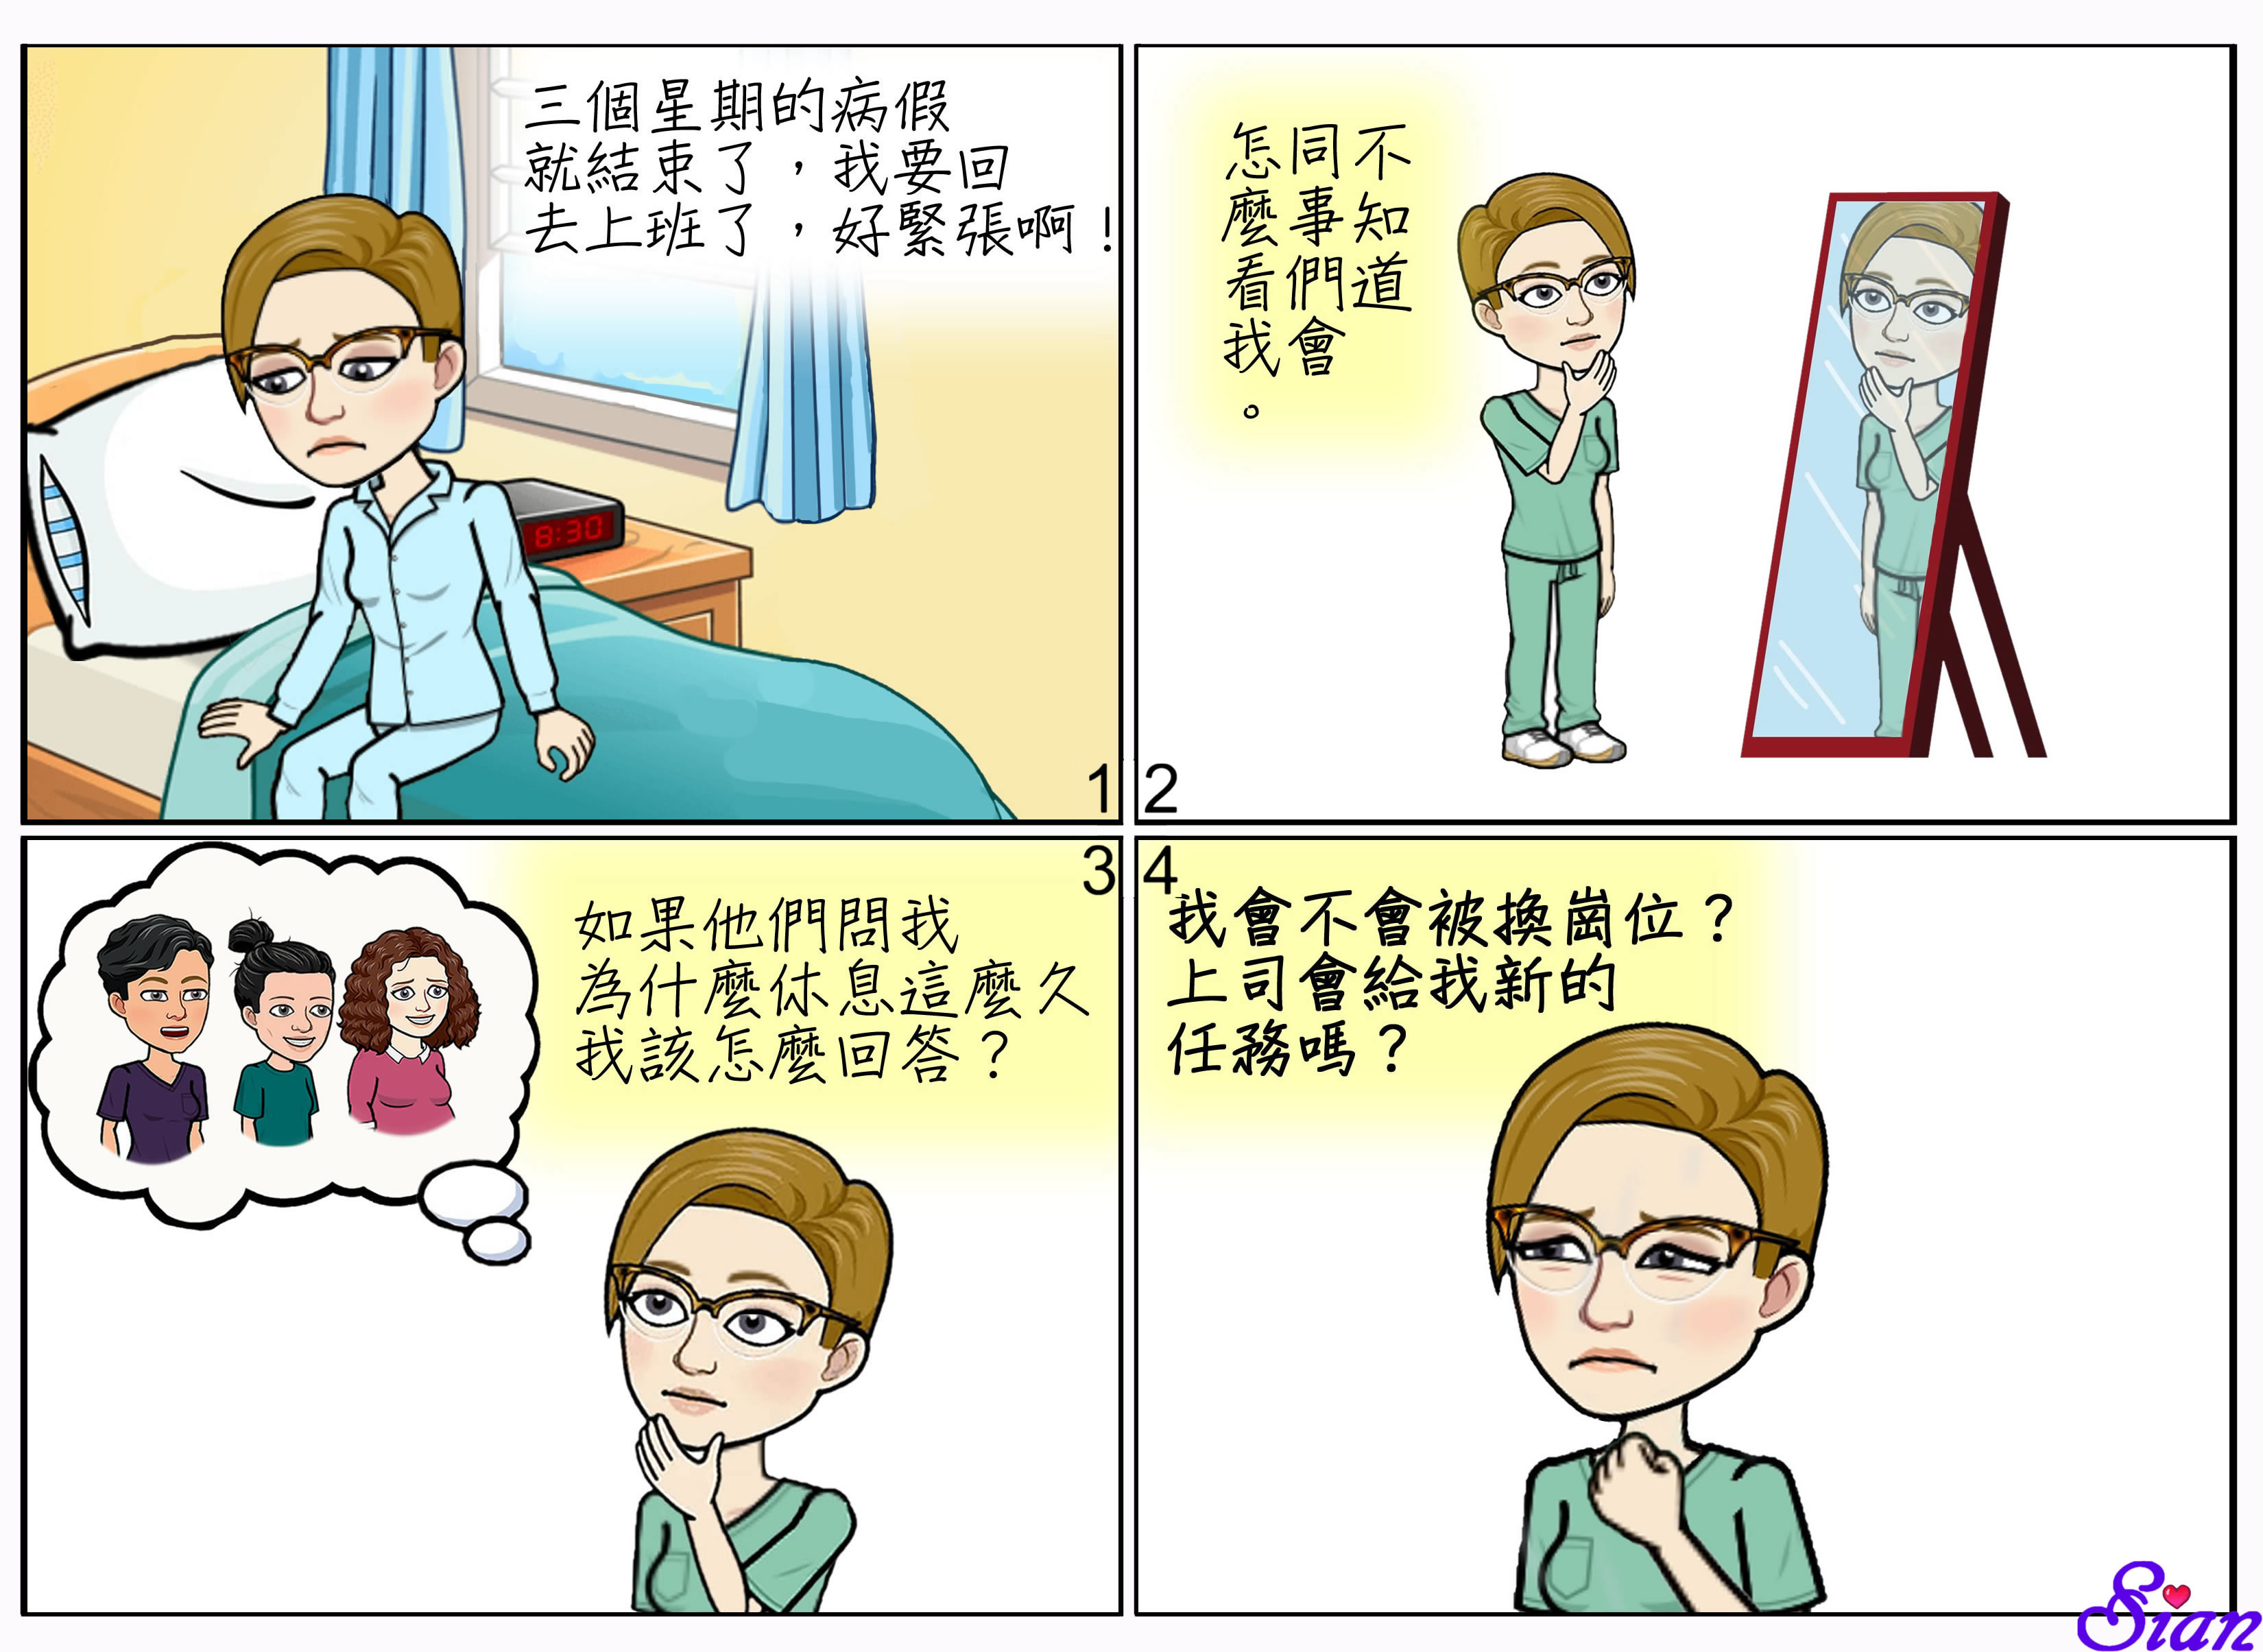 三個星期的病假
就結束了，我要回
去上班了，好緊張啊！
8:30
1
2
不知道
同事們會
怎麼看我。
3
如果他們問我
為什麼休息這麼久
我該怎麼回答？
4
我會不會被換崗位？
上司會給我新的
任務嗎？
Sian